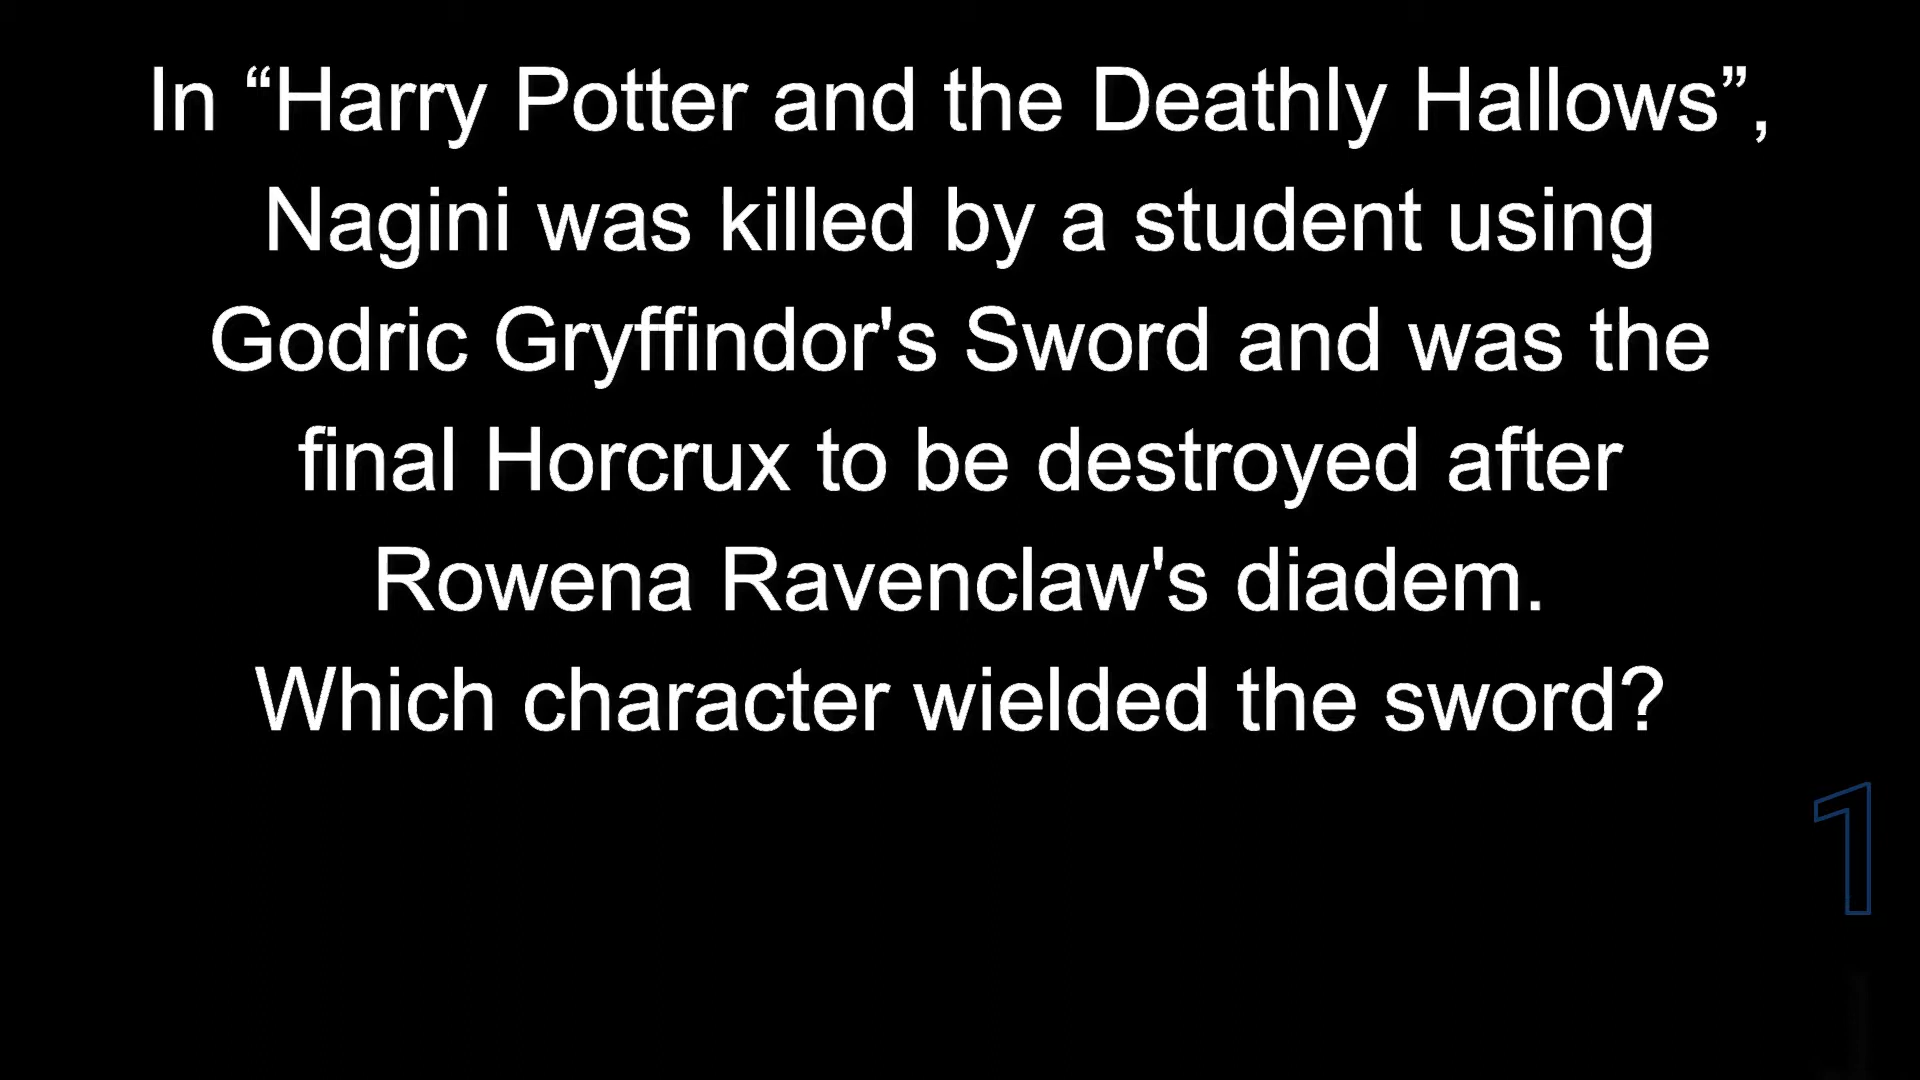 In “Harry Potter and the Deathly Hallows”,
Nagini was killed by a student using
Godric Gryffindor's Sword and was the
final Horcrux to be destroyed after
Rowena Ravenclaw's diadem.
Which character wielded the sword?
1